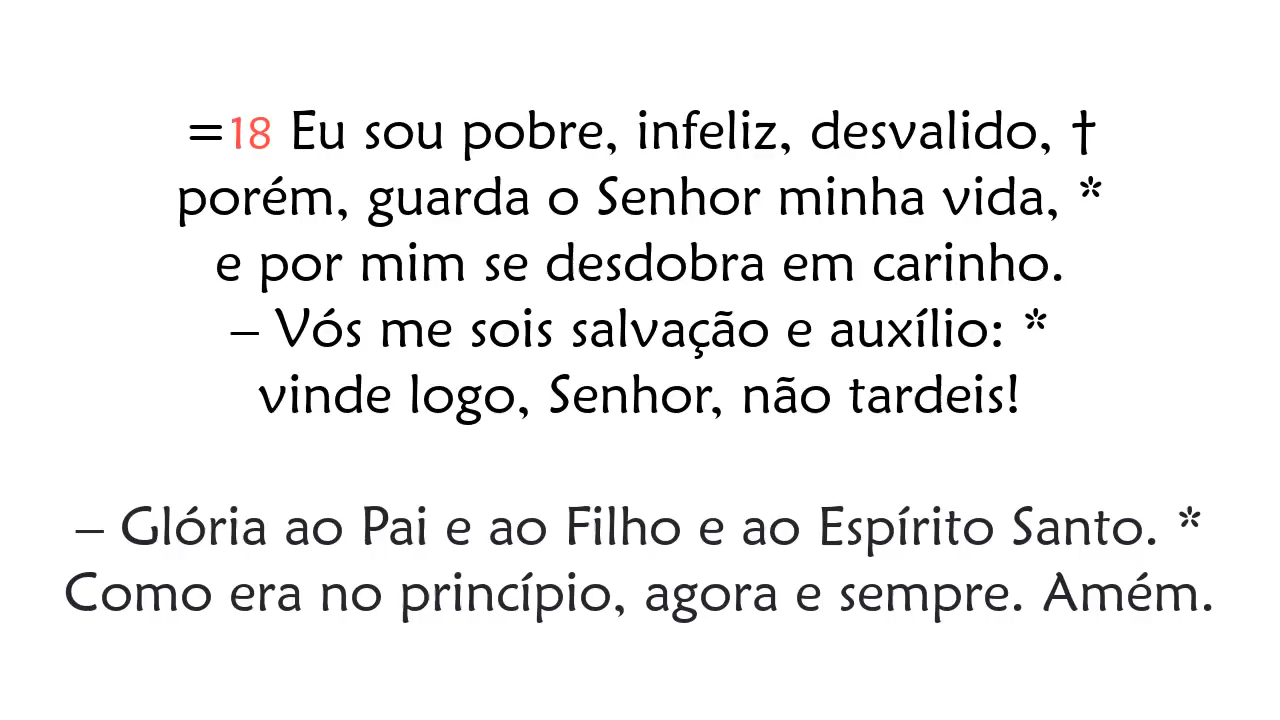 =18 Eu sou pobre, infeliz, desvalido, †
porém, guarda o Senhor minha vida, *
e por mim se desdobra em carinho.
– Vós me sois salvação e auxílio: *
vinde logo, Senhor, não tardeis!
– Glória ao Pai e ao Filho e ao Espírito Santo. *
Como era no princípio, agora e sempre. Amém.